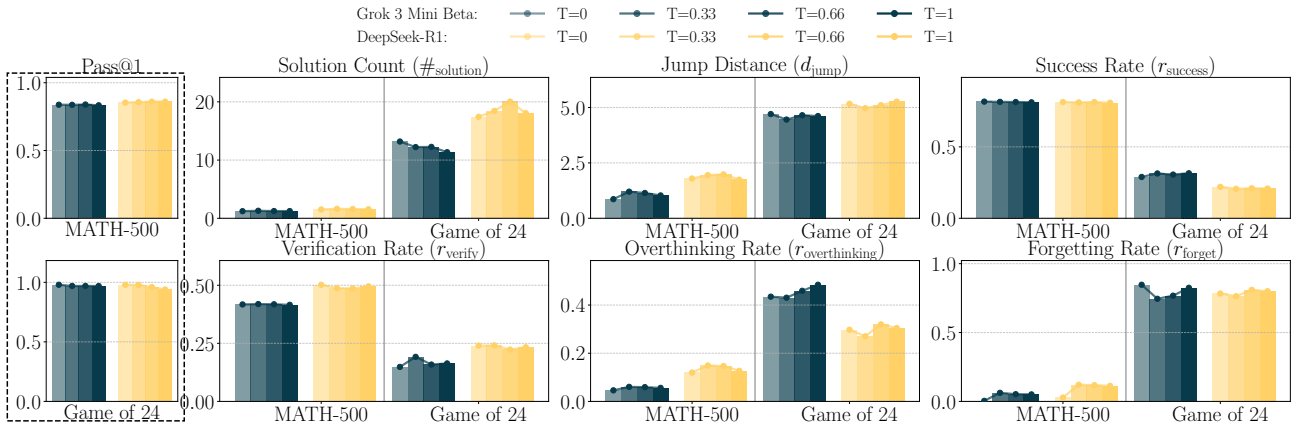 Grok 3 Mini Beta: T=0 T=0.33 T=0.66 T=1
DeepSeek-R1: T=0 T=0.33 T=0.66 T=1
Pass@1 Solution Count (#solution) Jump Distance (djump) Success Rate (rsuccess)
1.0
0.5
0.0
MATH-500
20
10
0
MATH-500 Game of 24
5.0
2.5
0.0
MATH-500 Game of 24
0.5
0.0
MATH-500 Game of 24
Verification Rate (rverify) Overthinking Rate (roverthinking) Forgetting Rate (rforget)
1.0
0.5
0.0
Game of 24
0.50
0.25
0.00
MATH-500 Game of 24
0.4
0.2
0.0
MATH-500 Game of 24
1.0
0.5
0.0
MATH-500 Game of 24